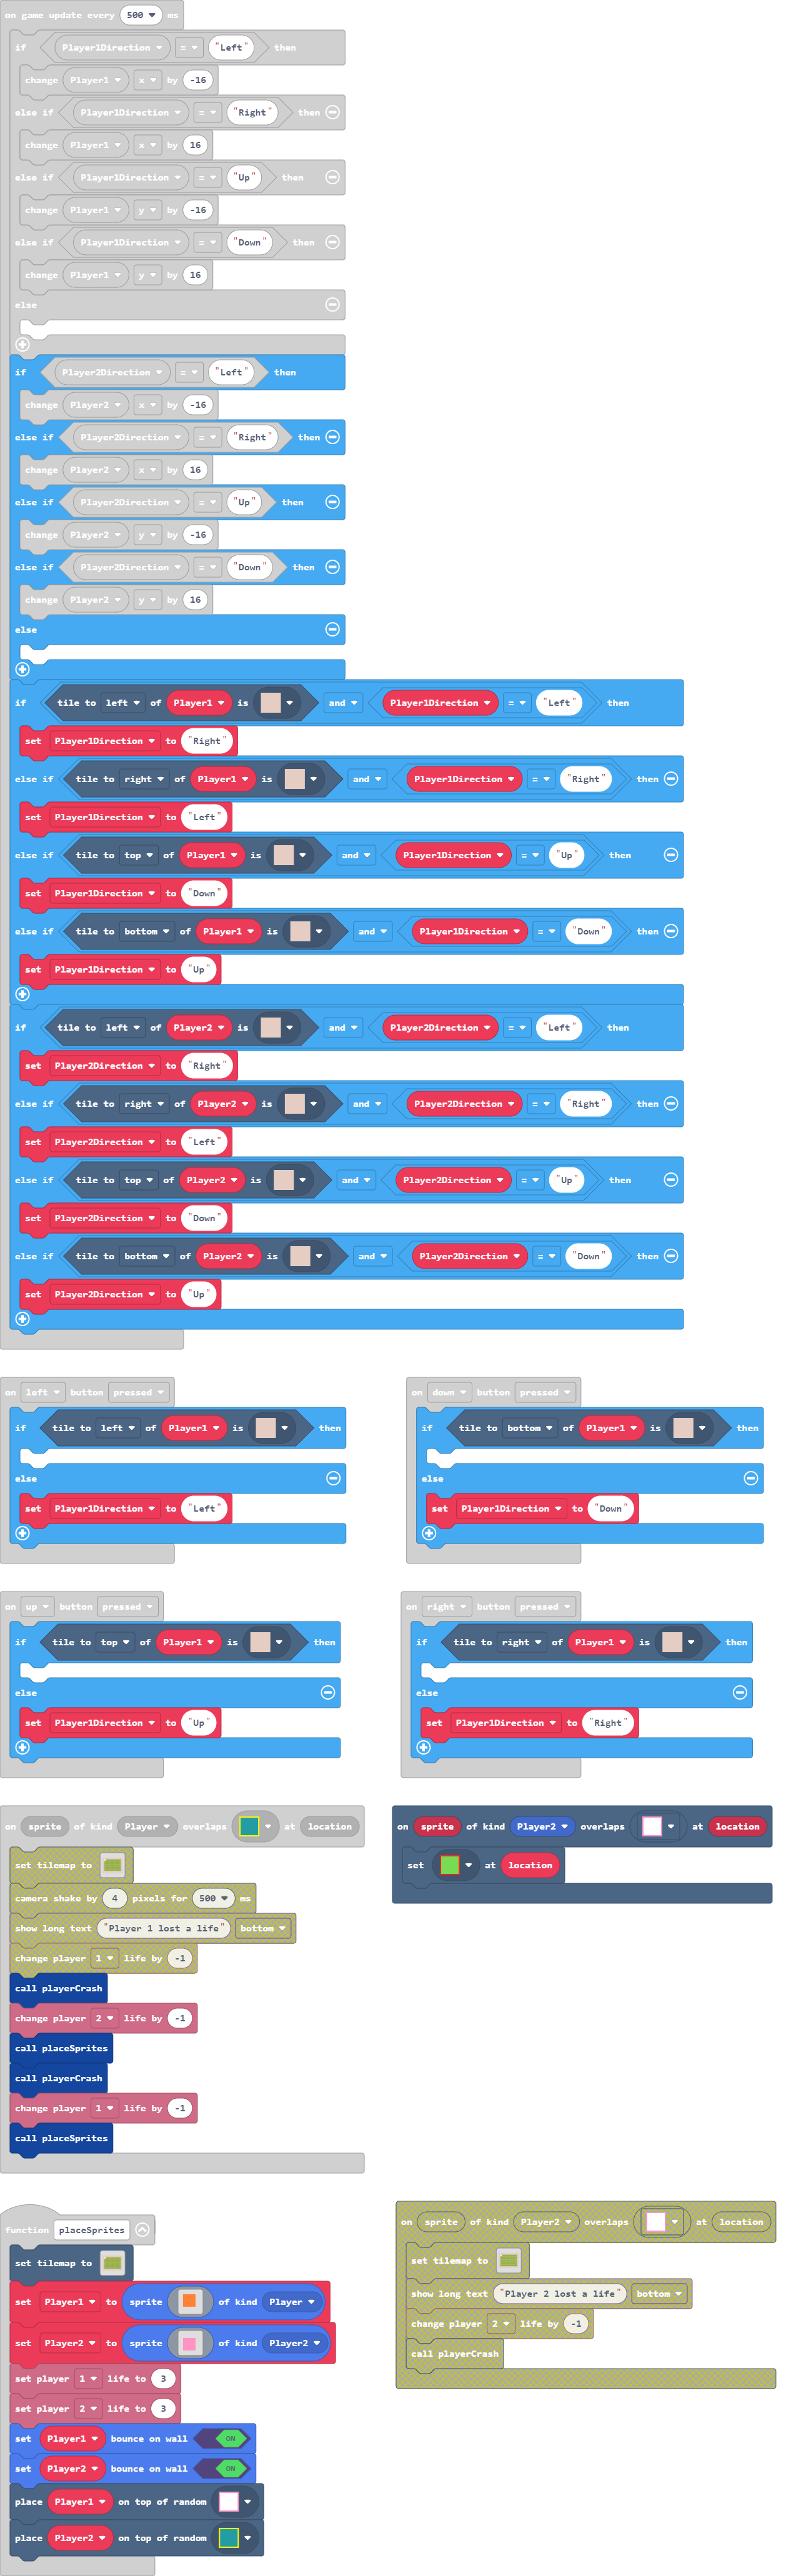 on game update every 500 ms
if Player1Direction = "Left" then
change Player1 x by -16
else if Player1Direction = "Right" then
change Player1 x by 16
else if Player1Direction = "Up" then
change Player1 y by -16
else if Player1Direction = "Down" then
change Player1 y by 16
else
if Player2Direction = "Left" then
change Player2 x by -16
else if Player2Direction = "Right" then
change Player2 x by 16
else if Player2Direction = "Up" then
change Player2 y by -16
else if Player2Direction = "Down" then
change Player2 y by 16
else
if tile to left of Player1 is and Player1Direction = "Left" then
set Player1Direction to "Right"
else if tile to right of Player1 is and Player1Direction = "Right" then
set Player1Direction to "Left"
else if tile to top of Player1 is and Player1Direction = "Up" then
set Player1Direction to "Down"
else if tile to bottom of Player1 is and Player1Direction = "Down" then
set Player1Direction to "Up"
if tile to left of Player2 is and Player2Direction = "Left" then
set Player2Direction to "Right"
else if tile to right of Player2 is and Player2Direction = "Right" then
set Player2Direction to "Left"
else if tile to top of Player2 is and Player2Direction = "Up" then
set Player2Direction to "Down"
else if tile to bottom of Player2 is and Player2Direction = "Down" then
set Player2Direction to "Up"
on left button pressed
if tile to left of Player1 is then
else
set Player1Direction to "Left"
on down button pressed
if tile to bottom of Player1 is then
else
set Player1Direction to "Down"
on up button pressed
if tile to top of Player1 is then
else
set Player1Direction to "Up"
on right button pressed
if tile to right of Player1 is then
else
set Player1Direction to "Right"
on sprite of kind Player overlaps at location
set tilemap to
camera shake by 4 pixels for 500 ms
show long text "Player 1 lost a life" bottom
change player 1 life by -1
call playerCrash
change player 2 life by -1
call placeSprites
call playerCrash
change player 1 life by -1
call placeSprites
on sprite of kind Player2 overlaps at location
set at location
function placeSprites
set tilemap to
set Player1 to sprite of kind Player
set Player2 to sprite of kind Player2
set player 1 life to 3
set player 2 life to 3
set Player1 bounce on wall ON
set Player2 bounce on wall ON
place Player1 on top of random
place Player2 on top of random
on sprite of kind Player2 overlaps at location
set tilemap to
show long text "Player 2 lost a life" bottom
change player 2 life by -1
call playerCrash